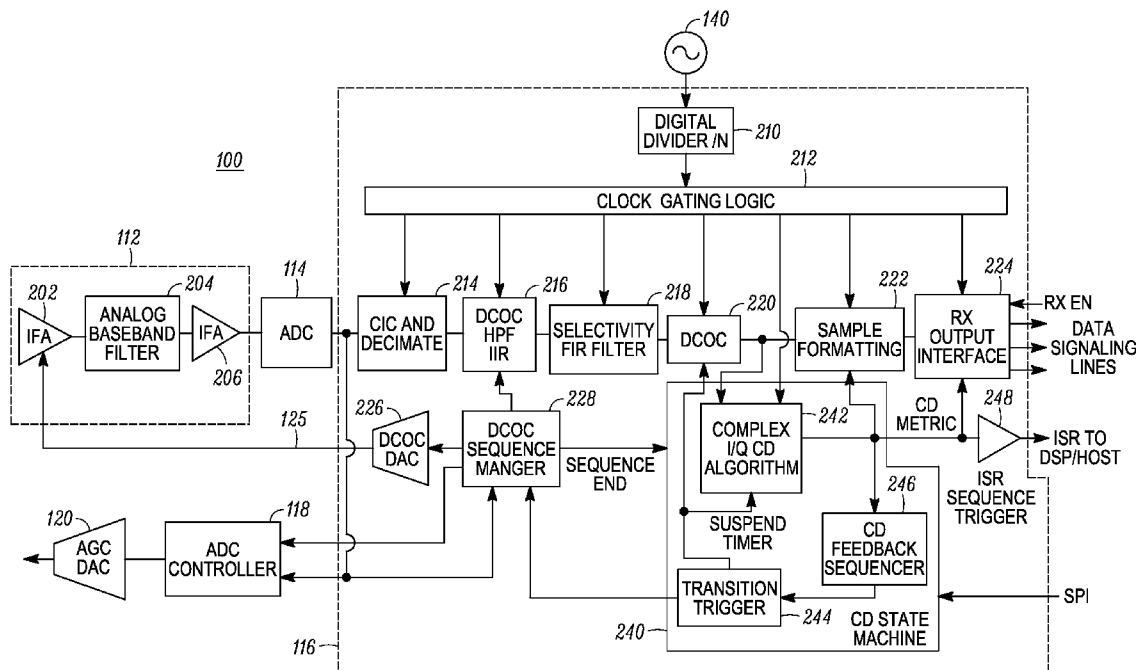 140
DIGITAL
DIVIDER /N
210
100
212
CLOCK GATING LOGIC
112
202
204
114
214
216
218
220
222
224
IFA
ANALOG
BASEBAND
FILTER
IFA
206
ADC
CIC AND
DECIMATE
DCOC
HPF
IIR
SELECTIVITY
FIR FILTER
DCOC
SAMPLE
FORMATTING
RX
OUTPUT
INTERFACE
RX EN
DATA
SIGNALING
LINES
125
226
DCOC
DAC
228
DCOC
SEQUENCE
MANGER
SEQUENCE
END
COMPLEX
I/Q CD
ALGORITHM
242
CD
METRIC
248
ISR TO
DSP/HOST
ISR
SEQUENCE
TRIGGER
120
AGC
DAC
118
ADC
CONTROLLER
SUSPEND
TIMER
246
CD
FEEDBACK
SEQUENCER
TRANSITION
TRIGGER
244
240
CD STATE
MACHINE
SPI
116